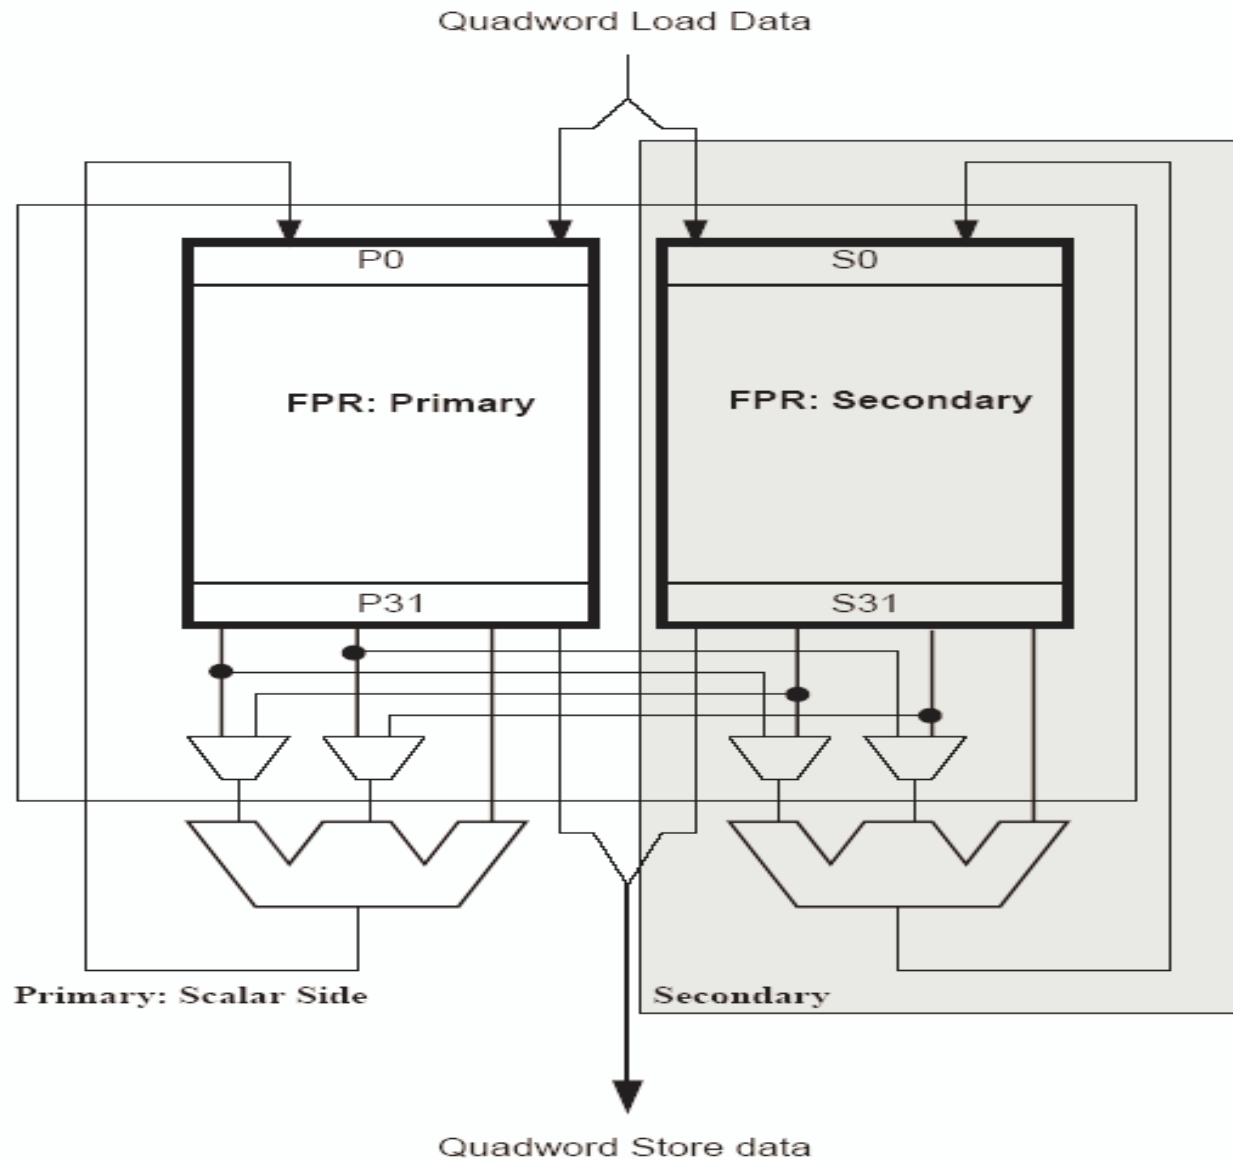 Quadword Load Data
P0
S0
FPR: Primary
FPR: Secondary
P31
S31
Primary: Scalar Side
Secondary
Quadword Store data